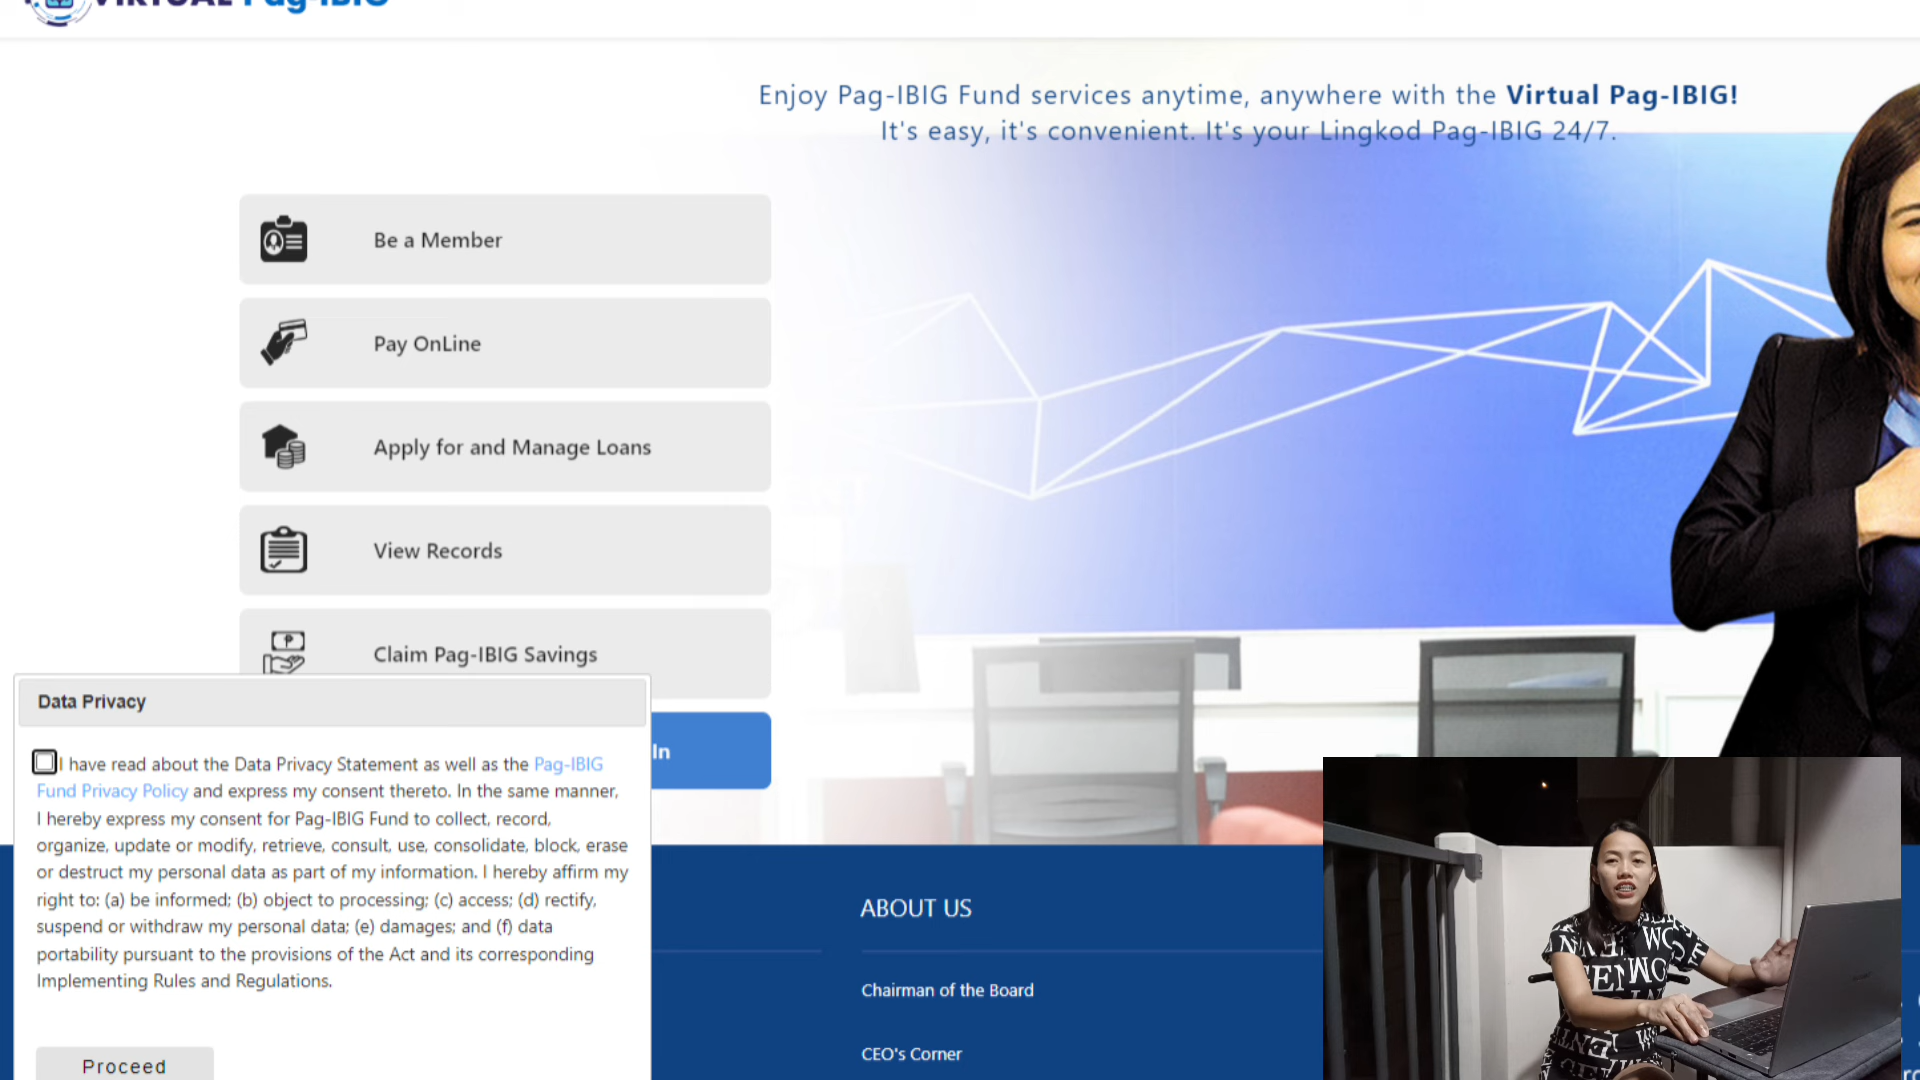 VIRTUAL Pag-IBIG
Enjoy Pag-IBIG Fund services anytime, anywhere with the Virtual Pag-IBIG!
It's easy, it's convenient. It's your Lingkod Pag-IBIG 24/7.
Be a Member
Pay OnLine
Apply for and Manage Loans
View Records
Claim Pag-IBIG Savings
In
Data Privacy
I have read about the Data Privacy Statement as well as the Pag-IBIG
Fund Privacy Policy and express my consent thereto. In the same manner,
I hereby express my consent for Pag-IBIG Fund to collect, record,
organize, update or modify, retrieve, consult, use, consolidate, block, erase
or destruct my personal data as part of my information. I hereby affirm my
right to: (a) be informed; (b) object to processing; (c) access; (d) rectify,
suspend or withdraw my personal data; (e) damages; and (f) data
portability pursuant to the provisions of the Act and its corresponding
Implementing Rules and Regulations.
Proceed
ABOUT US
Chairman of the Board
CEO's Corner